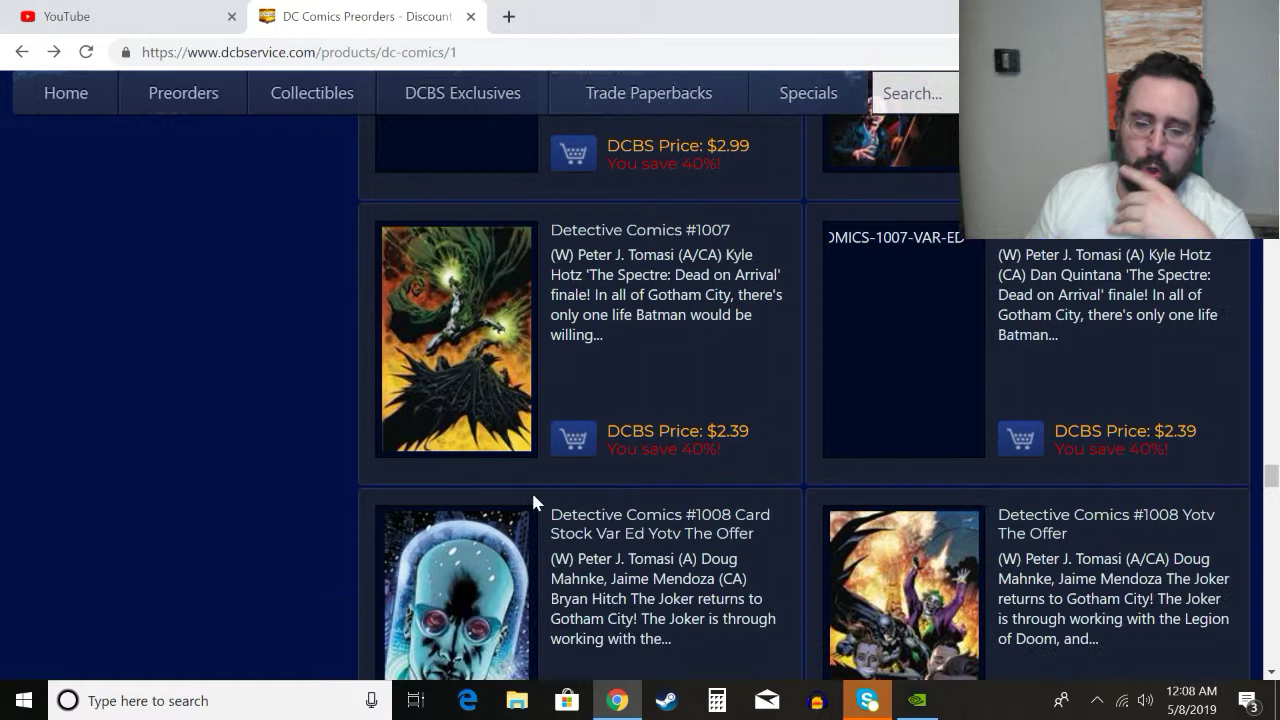 YouTube
DC Comics Preorders - Discount
https://www.dcbservice.com/products/dc-comics/1
Home
Preorders
Collectibles
DCBS Exclusives
Trade Paperbacks
Specials
Search...
DCBS Price: $2.99
You save 40%!
Detective Comics #1007
(W) Peter J. Tomasi (A/CA) Kyle
Hotz 'The Spectre: Dead on Arrival'
finale! In all of Gotham City, there's
only one life Batman would be
willing...
DCBS Price: $2.39
You save 40%!
OMICS-1007-VAR-ED
(W) Peter J. Tomasi (A) Kyle Hotz
(CA) Dan Quintana 'The Spectre:
Dead on Arrival' finale! In all of
Gotham City, there's only one life
Batman...
DCBS Price: $2.39
You save 40%!
Detective Comics #1008 Card
Stock Var Ed Yotv The Offer
(W) Peter J. Tomasi (A) Doug
Mahnke, Jaime Mendoza (CA)
Bryan Hitch The Joker returns to
Gotham City! The Joker is through
working with the...
Detective Comics #1008 Yotv
The Offer
(W) Peter J. Tomasi (A/CA) Doug
Mahnke, Jaime Mendoza The Joker
returns to Gotham City! The Joker
is through working with the Legion
of Doom, and...
Type here to search
12:08 AM
5/8/2019
3